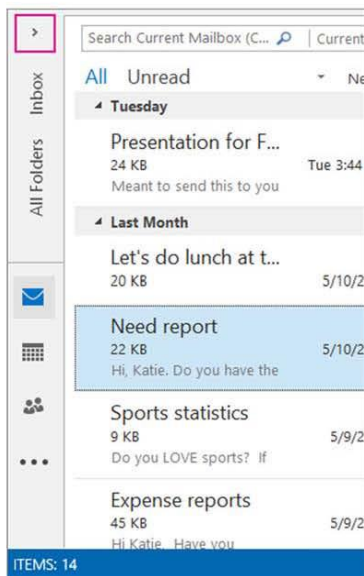 Search Current Mailbox (C...
Current
All Unread
Ne
Tuesday
Presentation for F...
24 KB
Tue 3:44
Meant to send this to you
Last Month
Let's do lunch at t...
20 KB
5/10/2
Need report
22 KB
5/10/2
Hi, Katie. Do you have the
Sports statistics
9 KB
5/9/2
Do you LOVE sports? If
Expense reports
45 KB
5/9/2
Hi Katie, Have you
Inbox
All Folders
ITEMS: 14